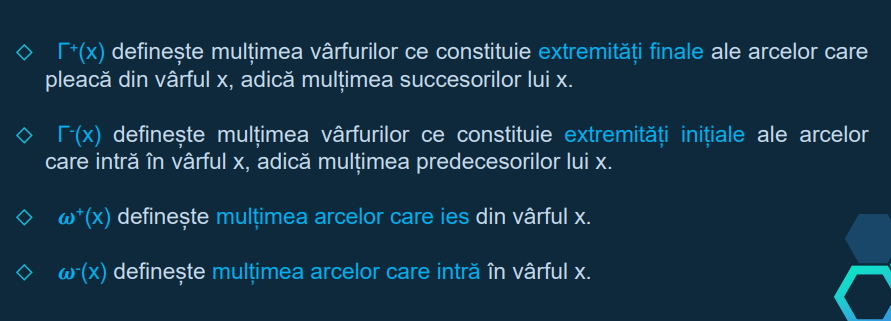 ◇ Γ⁺(x) definește mulțimea vârfurilor ce constituie extremități finale ale arcelor care
pleacă din vârful x, adică mulțimea succesorilor lui x.
◇ Γ⁻(x) definește mulțimea vârfurilor ce constituie extremități inițiale ale arcelor
care intră în vârful x, adică mulțimea predecesorilor lui x.
◇ ω⁺(x) definește mulțimea arcelor care ies din vârful x.
◇ ω⁻(x) definește mulțimea arcelor care intră în vârful x.